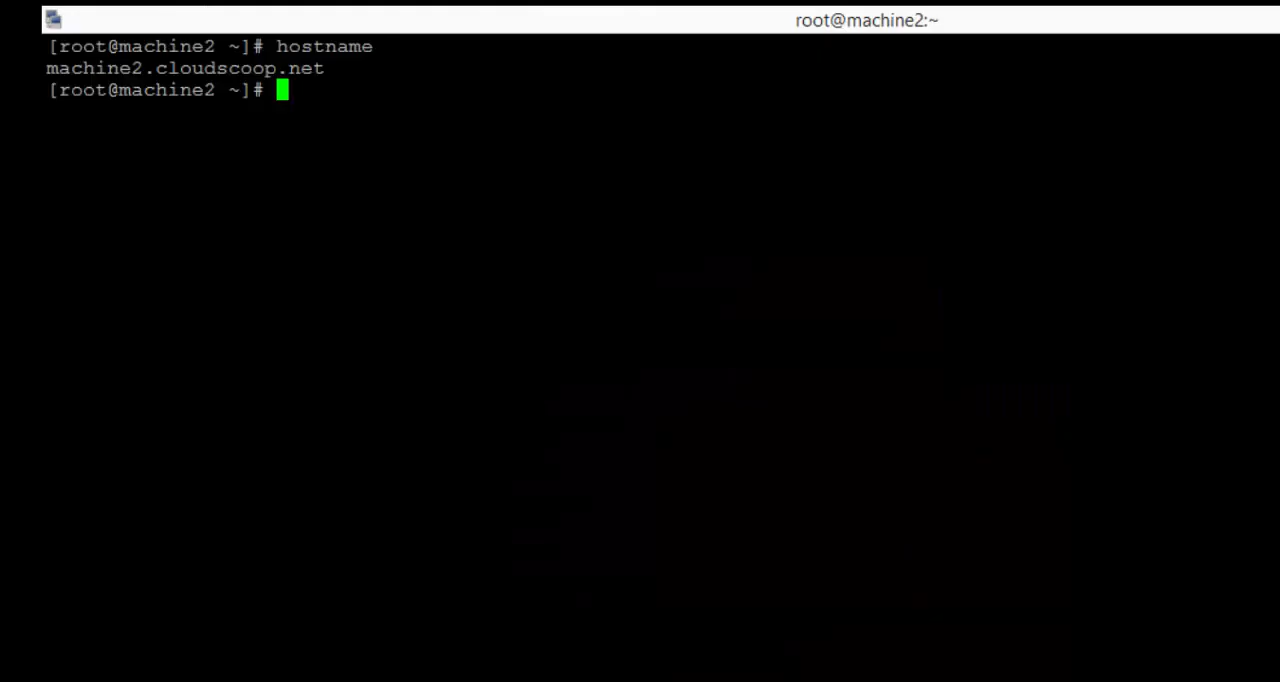 root@machine2:~
[root@machine2 ~]# hostname
machine2.cloudscoop.net
[root@machine2 ~]#